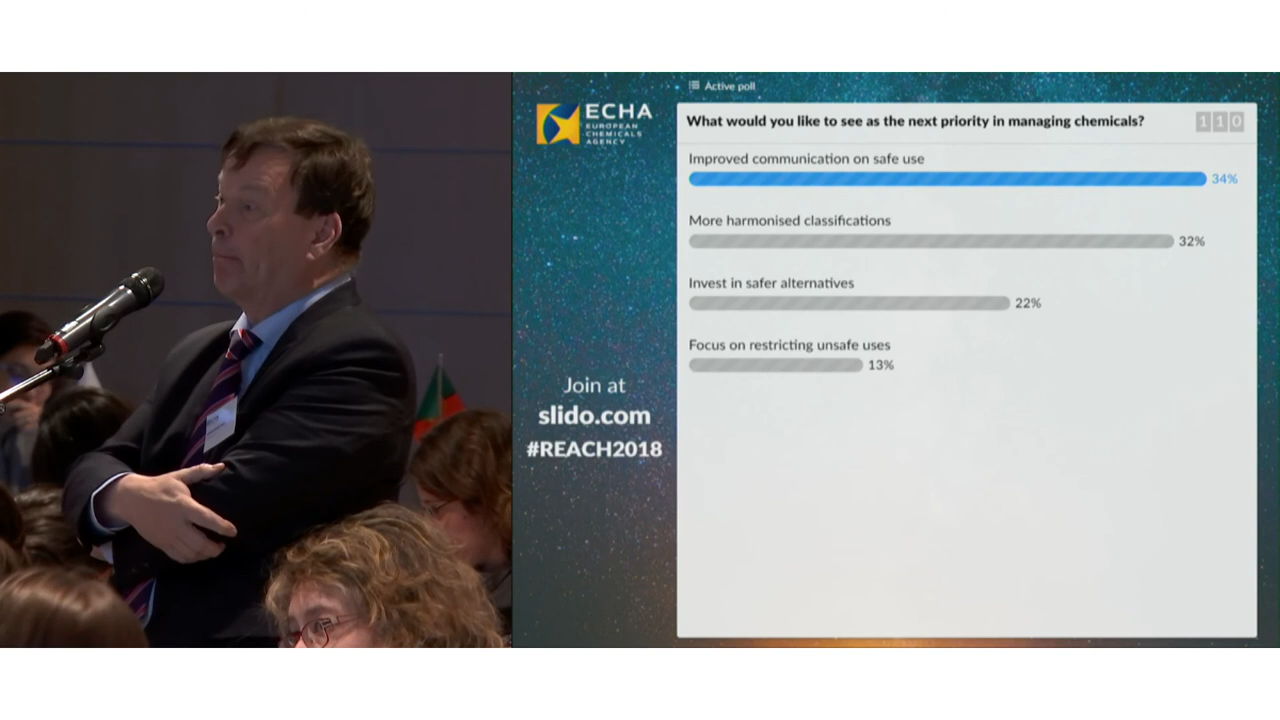 ECHA
EUROPEAN
CHEMICALS
AGENCY
Join at
slido.com
#REACH2018
Active poll
What would you like to see as the next priority in managing chemicals?
110
Improved communication on safe use
34%
More harmonised classifications
32%
Invest in safer alternatives
22%
Focus on restricting unsafe uses
13%